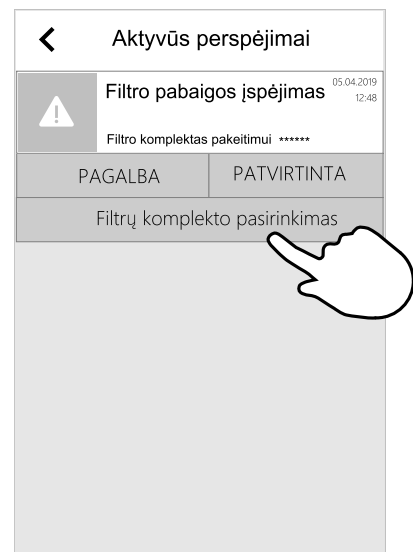 Aktyvūs perspėjimai
05.04.2019
Filtro pabaigos įspėjimas
12:48
Filtro komplektas pakeitimui ******
PAGALBA
PATVIRTINTA
Filtrų komplekto pasirinkimas